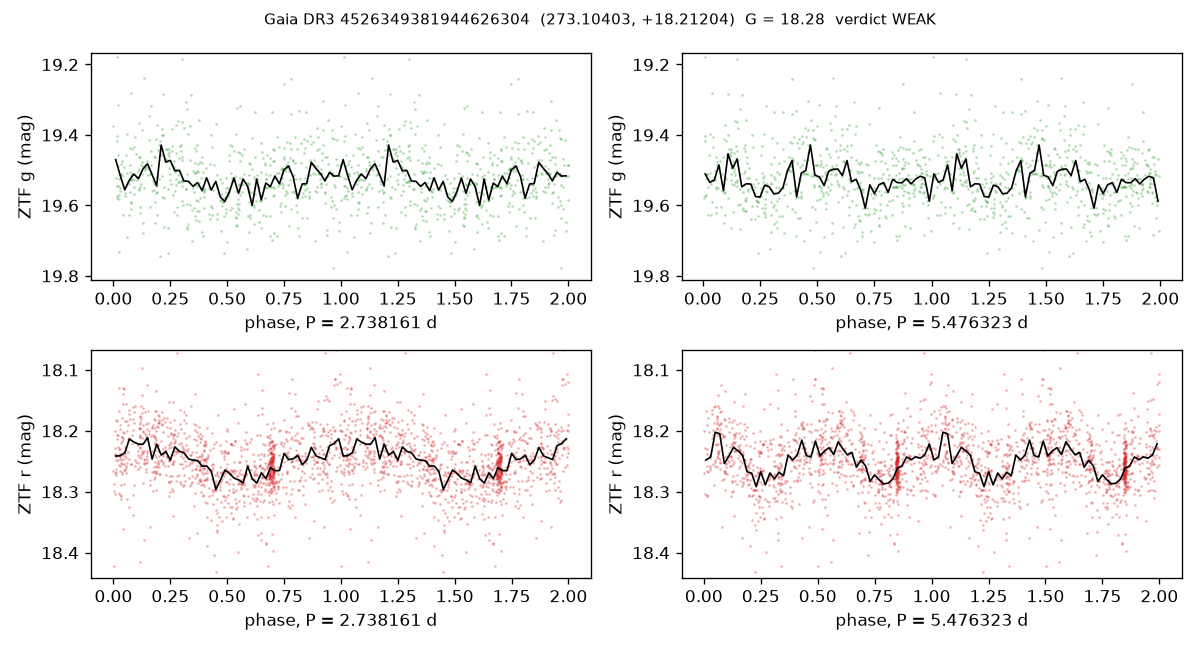 Gaia DR3 4526349381944626304 (273.10403, +18.21204) G = 18.28 verdict WEAK
ZTF g (mag)
19.2
19.4
19.6
19.8
0.00 0.25 0.50 0.75 1.00 1.25 1.50 1.75 2.00
phase, P = 2.738161 d
ZTF g (mag)
19.2
19.4
19.6
19.8
0.00 0.25 0.50 0.75 1.00 1.25 1.50 1.75 2.00
phase, P = 5.476323 d
ZTF r (mag)
18.1
18.2
18.3
18.4
0.00 0.25 0.50 0.75 1.00 1.25 1.50 1.75 2.00
phase, P = 2.738161 d
ZTF r (mag)
18.1
18.2
18.3
18.4
0.00 0.25 0.50 0.75 1.00 1.25 1.50 1.75 2.00
phase, P = 5.476323 d